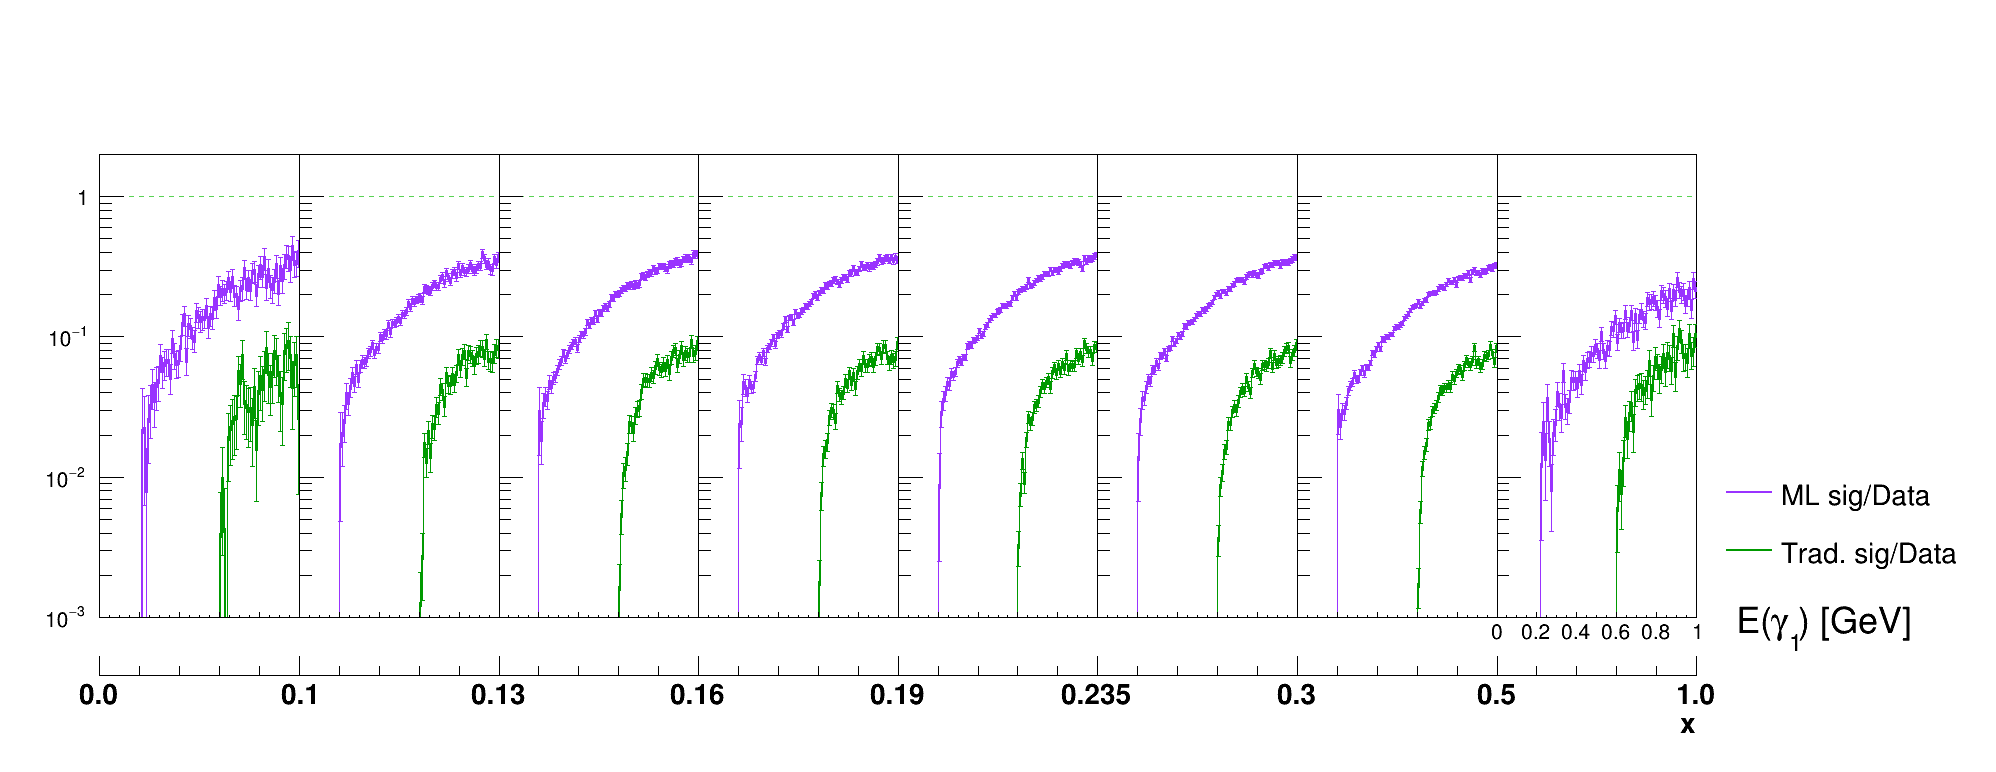 1
10⁻¹
10⁻²
10⁻³
ML sig/Data
Trad. sig/Data
0 0.2 0.4 0.6 0.8 1
E(γ₁) [GeV]
0.0 0.1 0.13 0.16 0.19 0.235 0.3 0.5 1.0
x